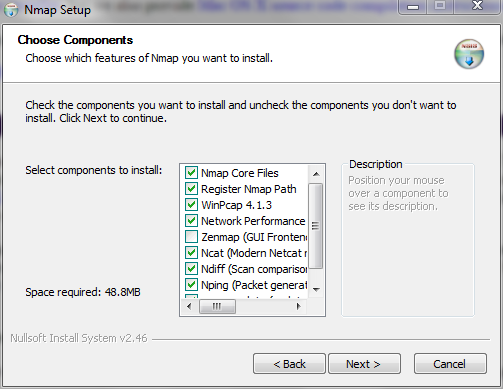 Nmap Setup
Choose Components
Choose which features of Nmap you want to install.
Check the components you want to install and uncheck the components you don't want to
install. Click Next to continue.
Select components to install:
Nmap Core Files
Register Nmap Path
WinPcap 4.1.3
Network Performance
Zenmap (GUI Fronten
Ncat (Modern Netcat r
Ndiff (Scan comparisor
Nping (Packet generat
Description
Position your mouse
over a component to
see its description.
Space required: 48.8MB
Nullsoft Install System v2.46
< Back
Next >
Cancel